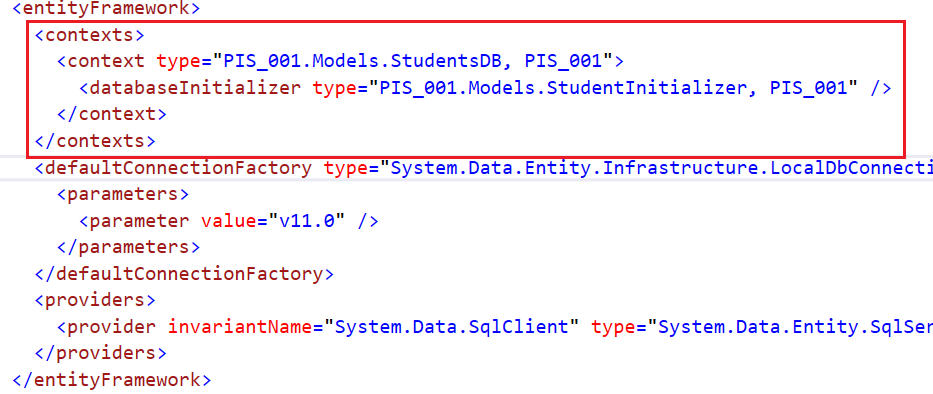 <entityFramework>
<contexts>
<context type="PIS_001.Models.StudentsDB, PIS_001">
<databaseInitializer type="PIS_001.Models.StudentInitializer, PIS_001" />
</context>
</contexts>
<defaultConnectionFactory type="System.Data.Entity.Infrastructure.LocalDbConnecti
<parameters>
<parameter value="v11.0" />
</parameters>
</defaultConnectionFactory>
<providers>
<provider invariantName="System.Data.SqlClient" type="System.Data.Entity.SqlSer
</providers>
</entityFramework>